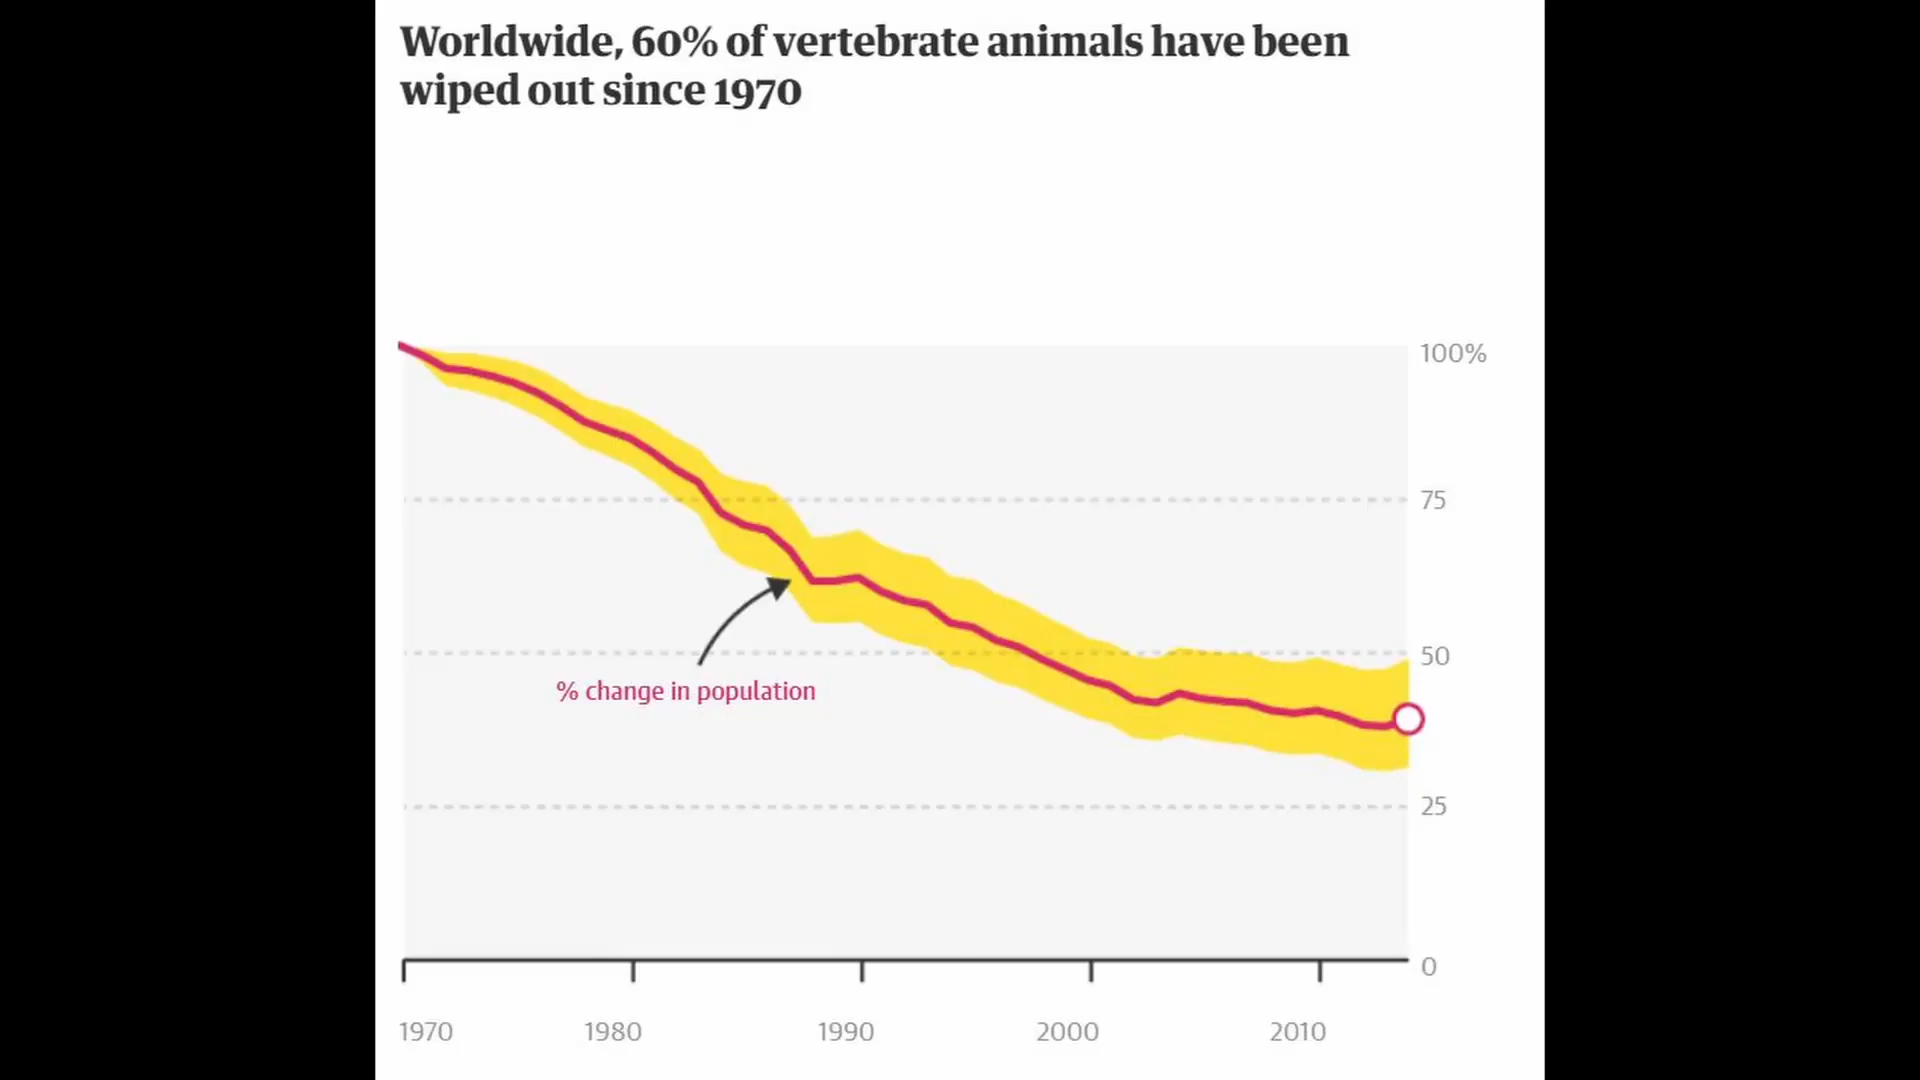 Worldwide, 60% of vertebrate animals have been
wiped out since 1970
100%
75
50
% change in population
25
0
1970 1980 1990 2000 2010